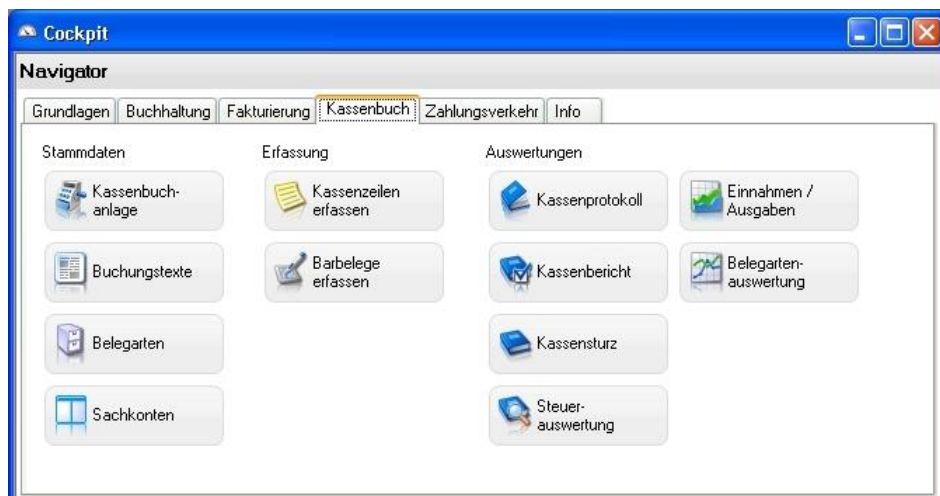 Cockpit
Navigator
Grundlagen Buchhaltung Fakturierung Kassenbuch Zahlungsverkehr Info
Stammdaten Erfassung Auswertungen
Kassenbuch-
anlage
Kassenzeilen
erfassen
Kassenprotokoll
Einnahmen /
Ausgaben
Buchungstexte
Barbelege
erfassen
Kassenbericht
Belegarten-
auswertung
Belegarten
Kassensturz
Sachkonten
Steuer-
auswertung